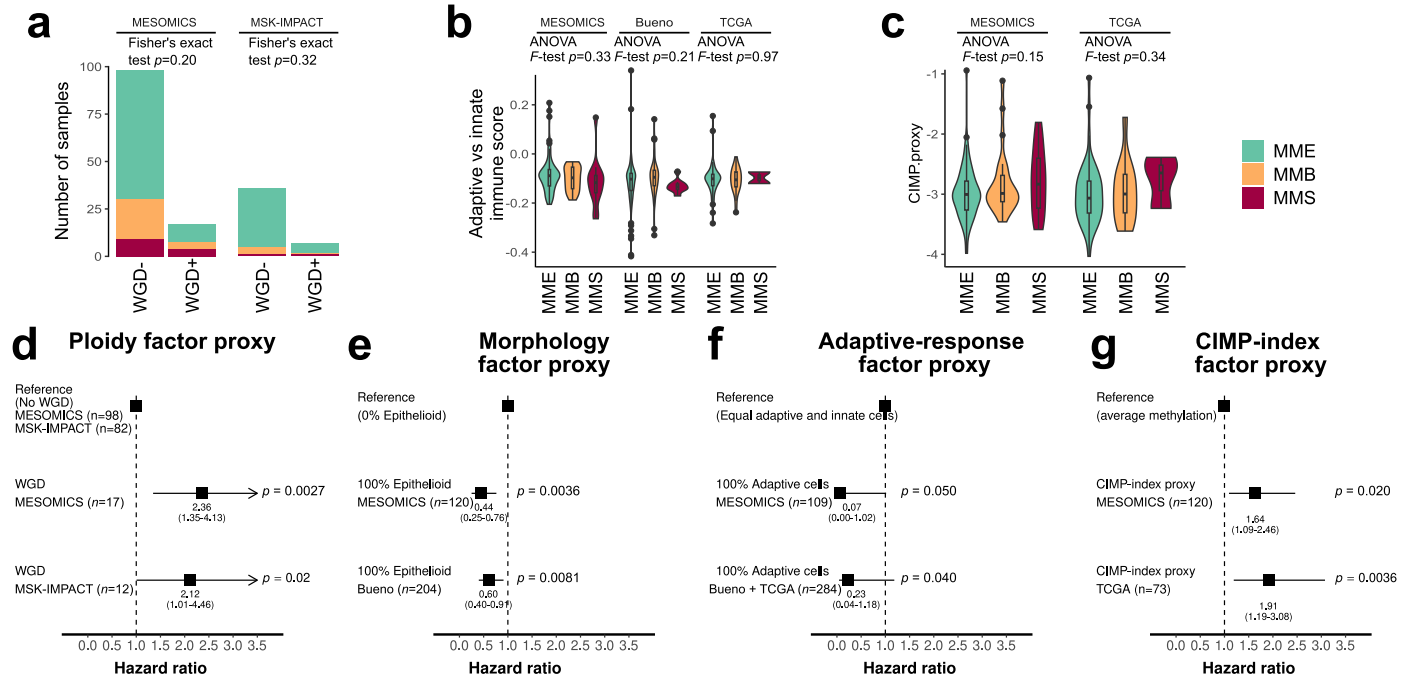 a
MESOMICS
MSK-IMPACT
Fisher's exact
test p=0.20
Fisher's exact
test p=0.32
Number of samples
100
75
50
25
0
WGD-
WGD+
WGD-
WGD+
b
MESOMICS
Bueno
TCGA
ANOVA
F-test p=0.33
ANOVA
F-test p=0.21
ANOVA
F-test p=0.97
Adaptive vs innate
immune score
0.2
0.0
-0.2
-0.4
MME
MMB
MMS
MME
MMB
MMS
MME
MMB
MMS
c
MESOMICS
TCGA
ANOVA
F-test p=0.15
ANOVA
F-test p=0.34
CIMP.proxy
-1
-2
-3
-4
MME
MMB
MMS
MME
MMB
MMS
MME
MMB
MMS
d
Ploidy factor proxy
Reference
(No WGD)
MESOMICS (n=98)
MSK-IMPACT (n=82)
WGD
MESOMICS (n=17)
p = 0.0027
2.36
(1.35-4.13)
WGD
MSK-IMPACT (n=12)
p = 0.02
2.12
(1.01-4.46)
0.0 0.5 1.0 1.5 2.0 2.5 3.0 3.5
Hazard ratio
e
Morphology
factor proxy
Reference
(0% Epithelioid)
100% Epithelioid
MESOMICS (n=120)
p = 0.0036
0.44
(0.25-0.76)
100% Epithelioid
Bueno (n=204)
p = 0.0081
0.60
(0.40-0.91)
0.0 0.5 1.0 1.5 2.0 2.5 3.0 3.5
Hazard ratio
f
Adaptive-response
factor proxy
Reference
(Equal adaptive and innate cells)
100% Adaptive cells
MESOMICS (n=109)
p = 0.050
0.07
(0.00-1.02)
100% Adaptive cells
Bueno + TCGA (n=284)
p = 0.040
0.23
(0.04-1.18)
0.0 0.5 1.0 1.5 2.0 2.5 3.0 3.5
Hazard ratio
g
CIMP-index
factor proxy
Reference
(average methylation)
CIMP-index proxy
MESOMICS (n=120)
p = 0.020
1.64
(1.09-2.46)
CIMP-index proxy
TCGA (n=73)
p = 0.0036
1.91
(1.19-3.08)
0.0 0.5 1.0 1.5 2.0 2.5 3.0 3.5
Hazard ratio